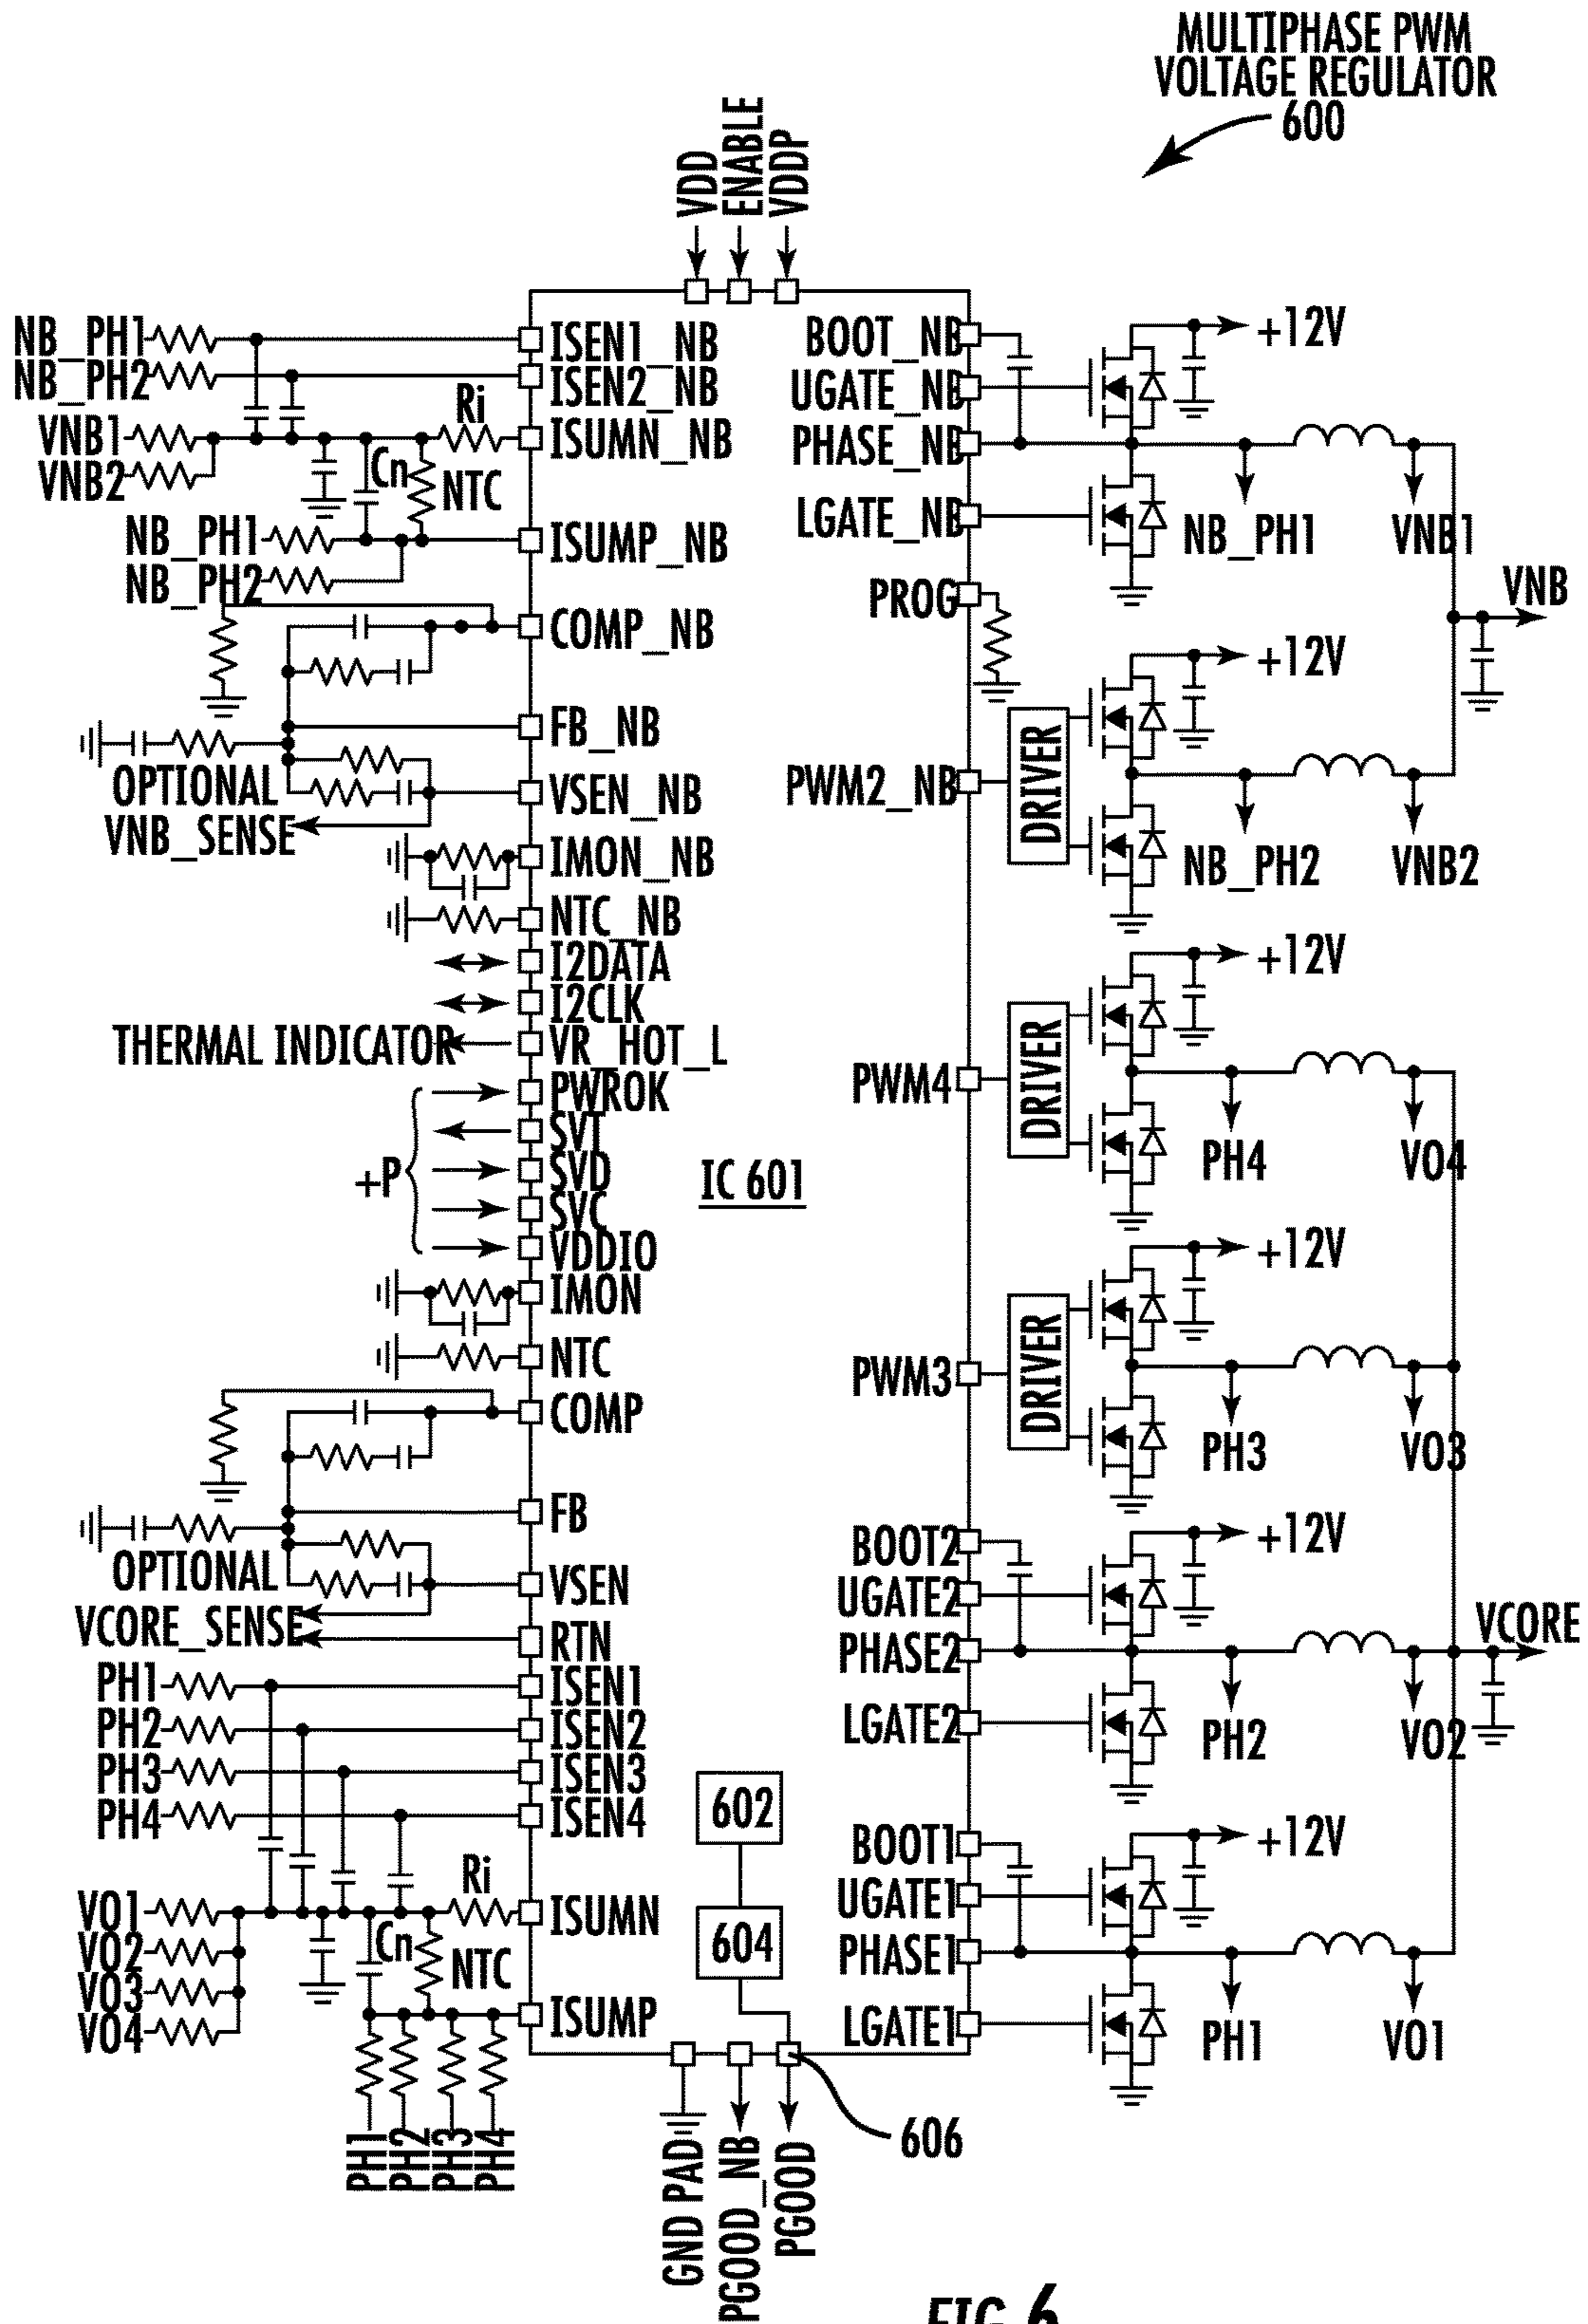 MULTIPHASE PWM
VOLTAGE REGULATOR
600
VDD
ENABLE
VDDP
NB_PH1
NB_PH2
VNB1
VNB2
Ri
Cn
NTC
NB_PH1
NB_PH2
OPTIONAL
VNB_SENSE
THERMAL INDICATOR
+P
OPTIONAL
VCORE_SENSE
PH1
PH2
PH3
PH4
Ri
VO1
VO2
VO3
VO4
Cn
NTC
PH1
PH2
PH3
PH4
ISEN1_NB
ISEN2_NB
ISUMN_NB
ISUMP_NB
COMP_NB
FB_NB
VSEN_NB
IMON_NB
NTC_NB
I2DATA
I2CLK
VR_HOT_L
PWROK
SVT
SVD
SVC
VDDIO
IMON
NTC
COMP
FB
VSEN
RTN
ISEN1
ISEN2
ISEN3
ISEN4
ISUMN
ISUMP
IC 601
602
604
606
GND PAD
PGOOD_NB
PGOOD
BOOT_NB
UGATE_NB
PHASE_NB
LGATE_NB
PROG
PWM2_NB
PWM4
PWM3
BOOT2
UGATE2
PHASE2
LGATE2
BOOT1
UGATE1
PHASE1
LGATE1
DRIVER
DRIVER
DRIVER
+12V
NB_PH1
VNB1
VNB
+12V
NB_PH2
VNB2
+12V
PH4
VO4
+12V
PH3
VO3
+12V
VCORE
PH2
VO2
+12V
PH1
VO1
FIG. 6